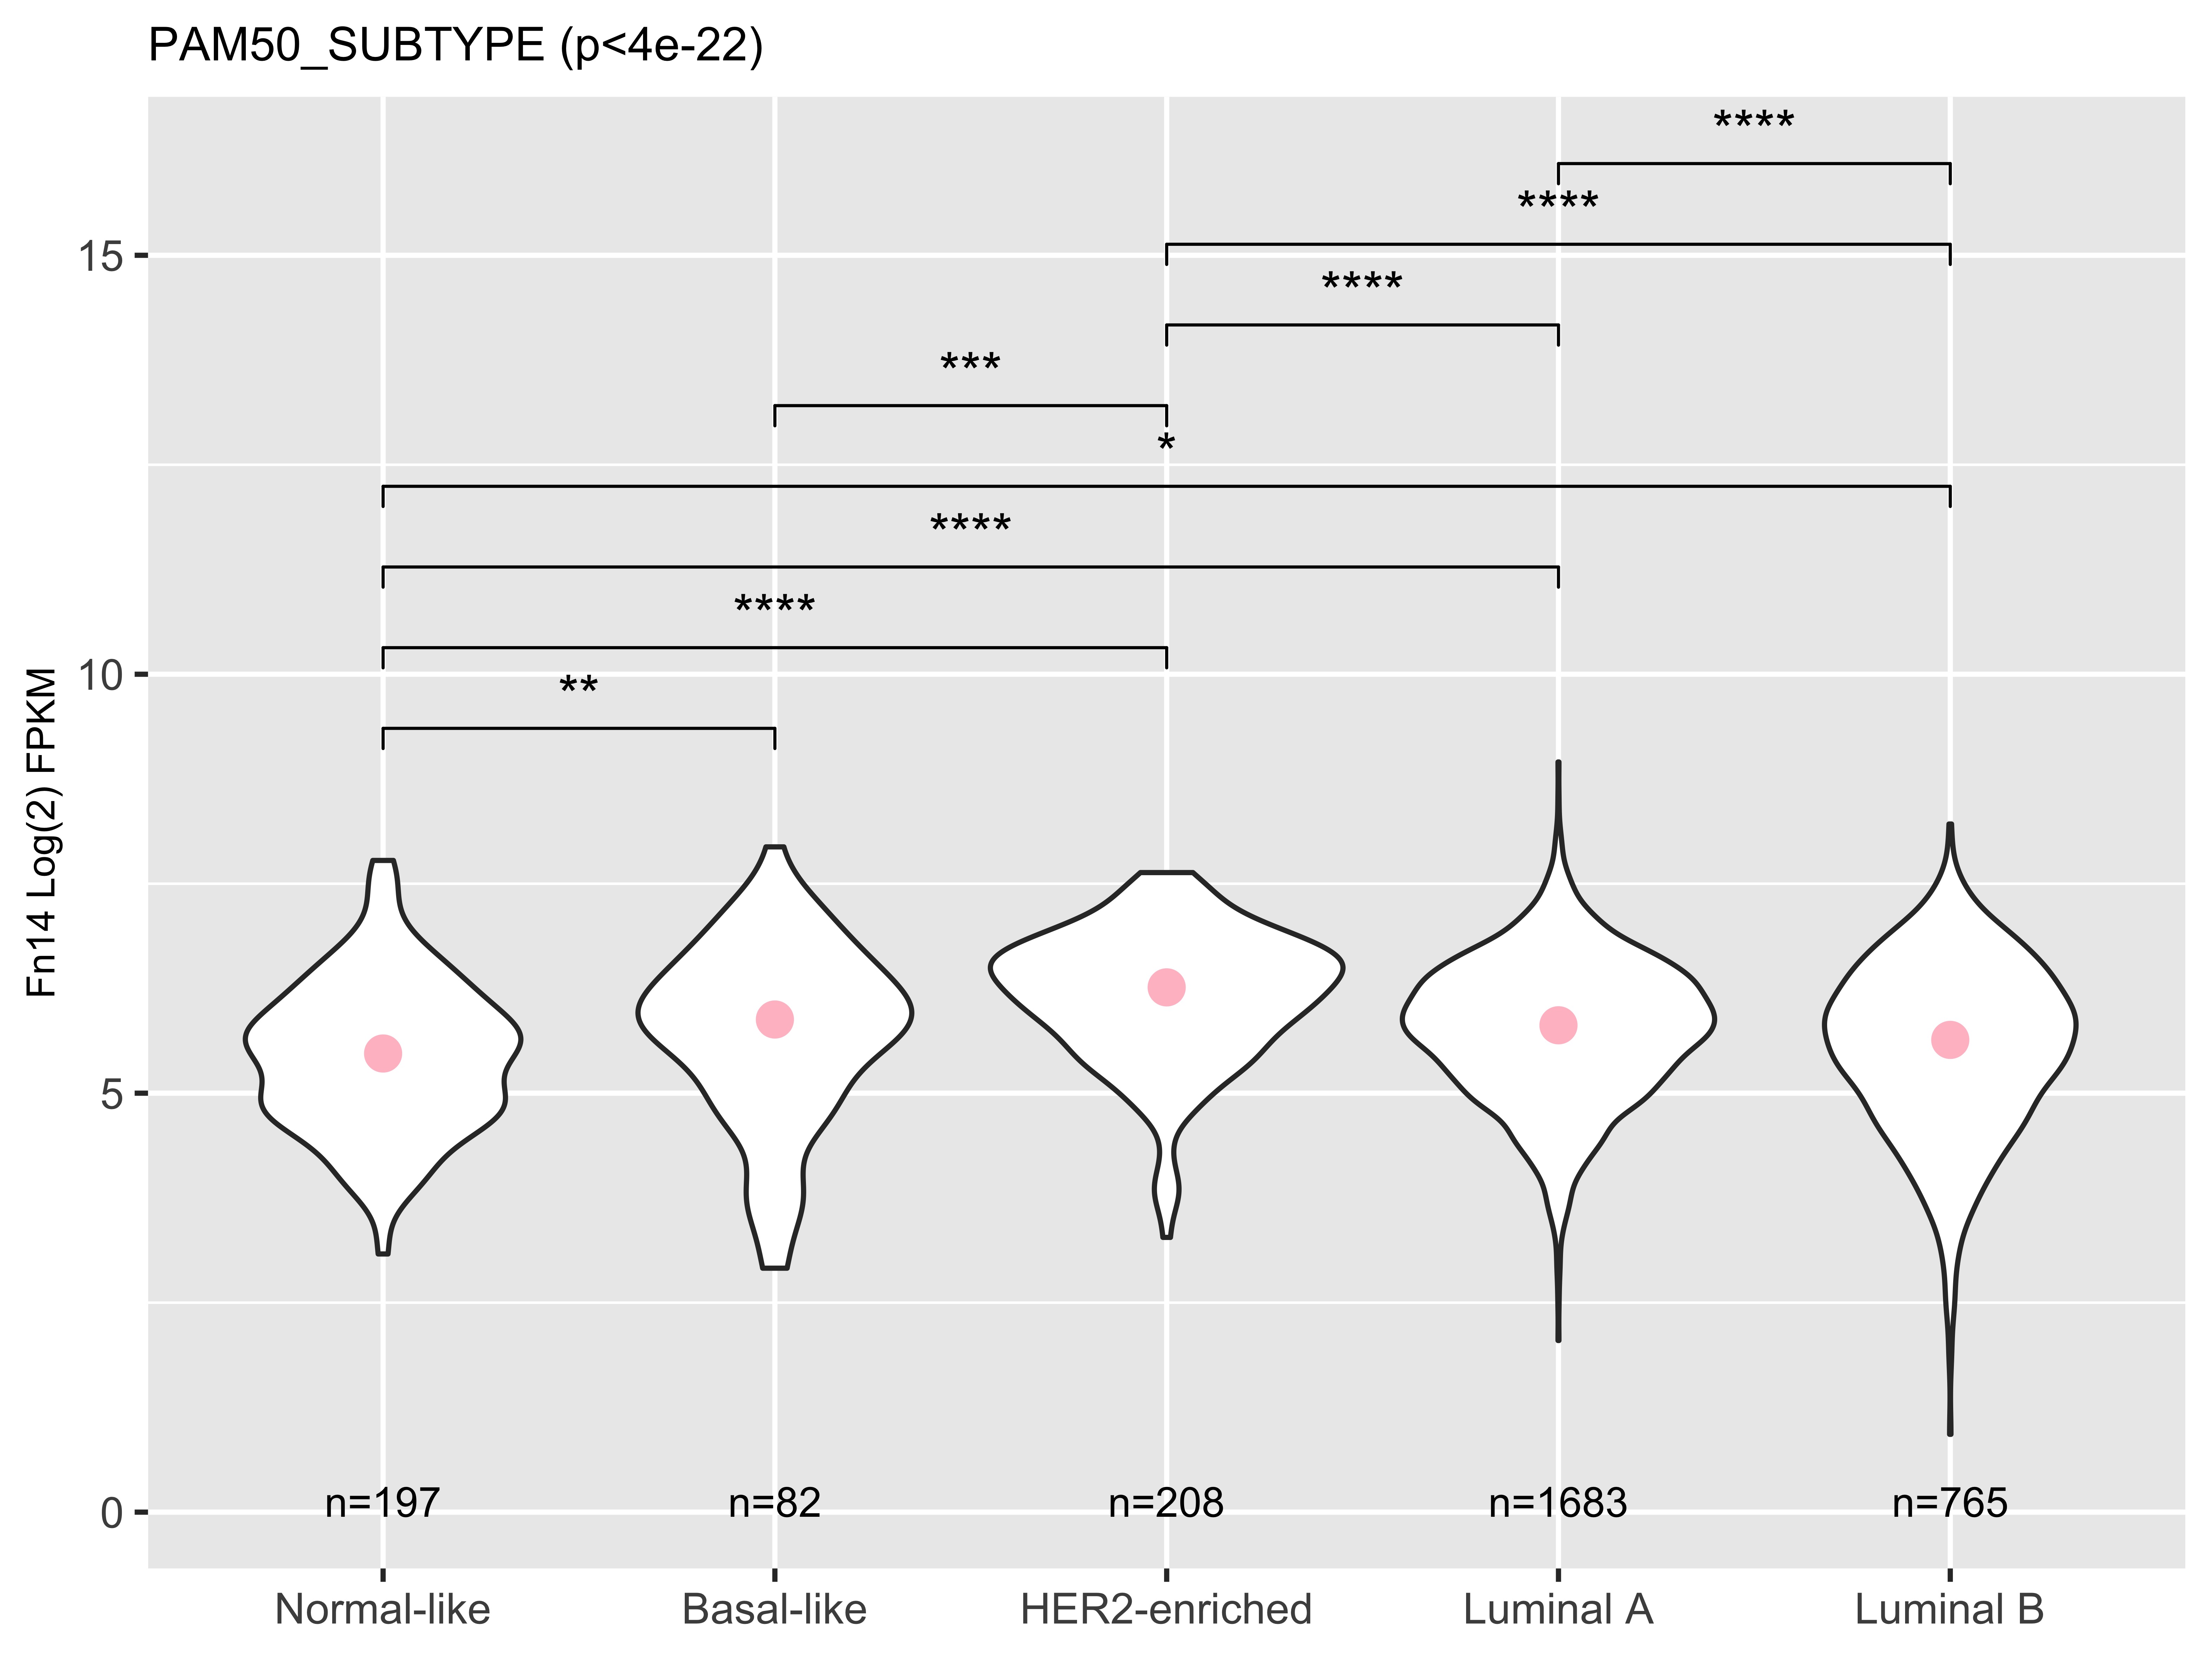 PAM50_SUBTYPE (p<4e-22)
****
****
****
***
*
****
****
**
Fn14 Log(2) FPKM
15
10
5
0
n=197
n=82
n=208
n=1683
n=765
Normal-like
Basal-like
HER2-enriched
Luminal A
Luminal B